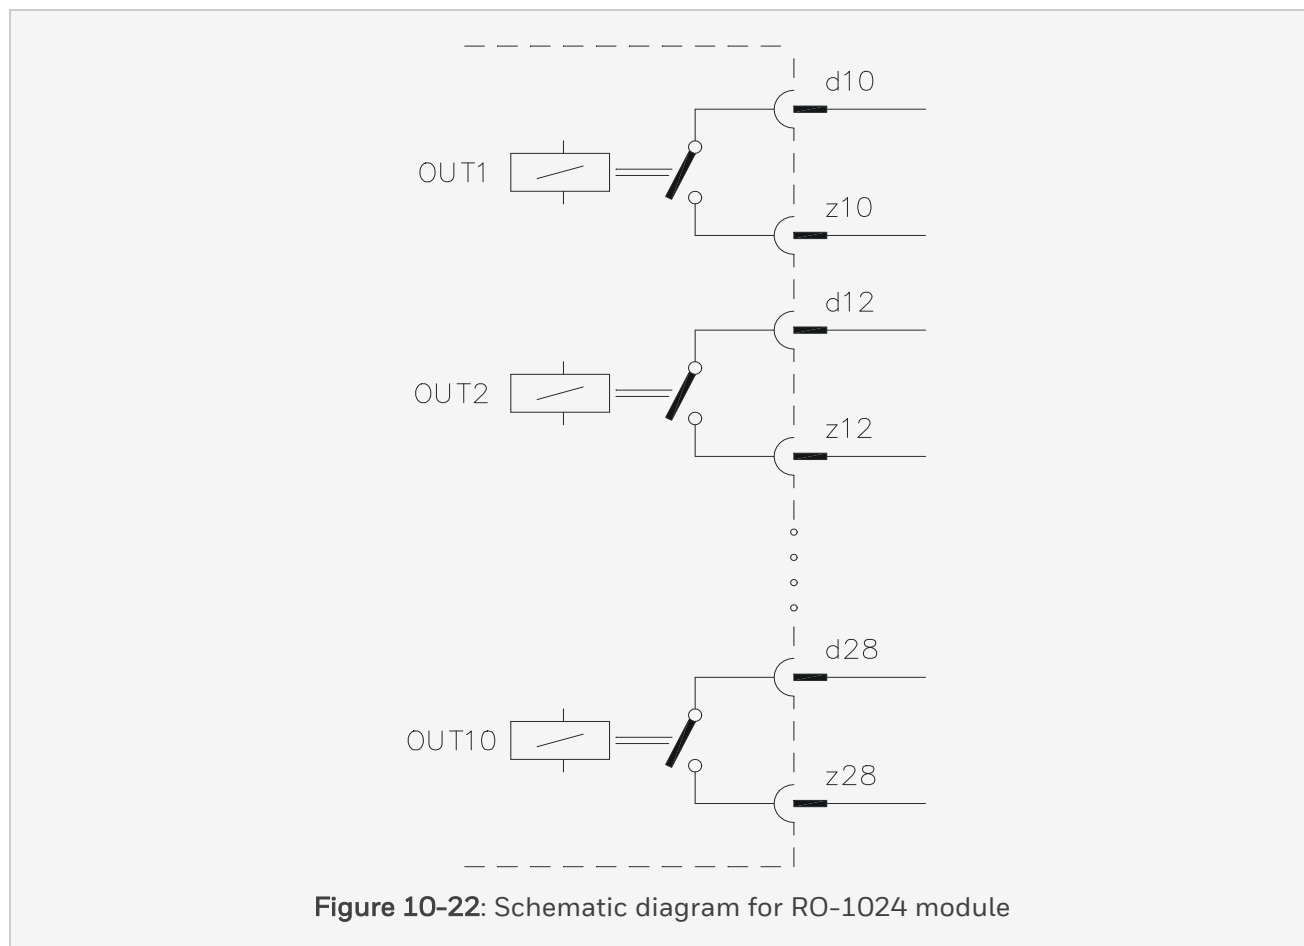 d10
OUT1
z10
d12
OUT2
z12
d28
OUT10
z28
Figure 10-22: Schematic diagram for RO-1024 module